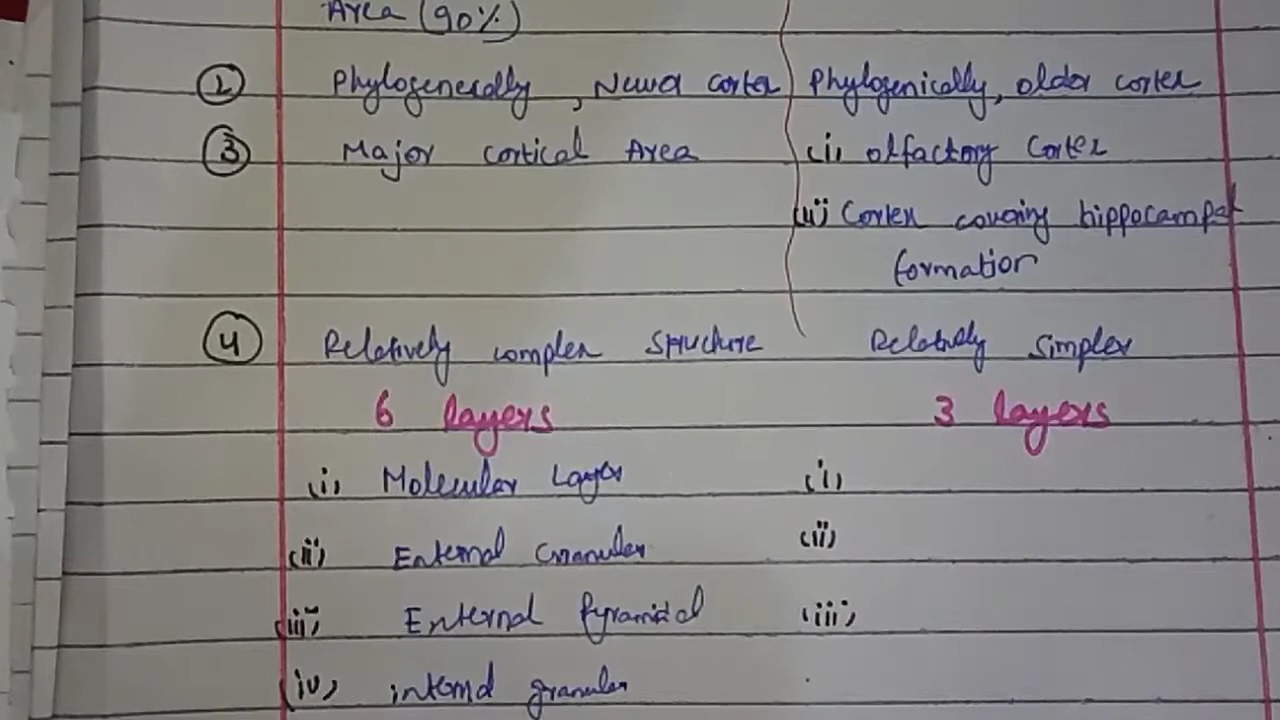 Area (90%)
② Phylogenerally, Newer cortex Phylogenically, older cortex
③ Major cortical Area (i) olfactory Cortex
(ii) Cortex covering hippocampal
formation
④ Relatively complex structure Relatively simpler
6 layers 3 layers
(i) Molecular Layer (i)
(ii) External Granular (ii)
(iii) External Pyramidal (iii)
(iv) internal granular